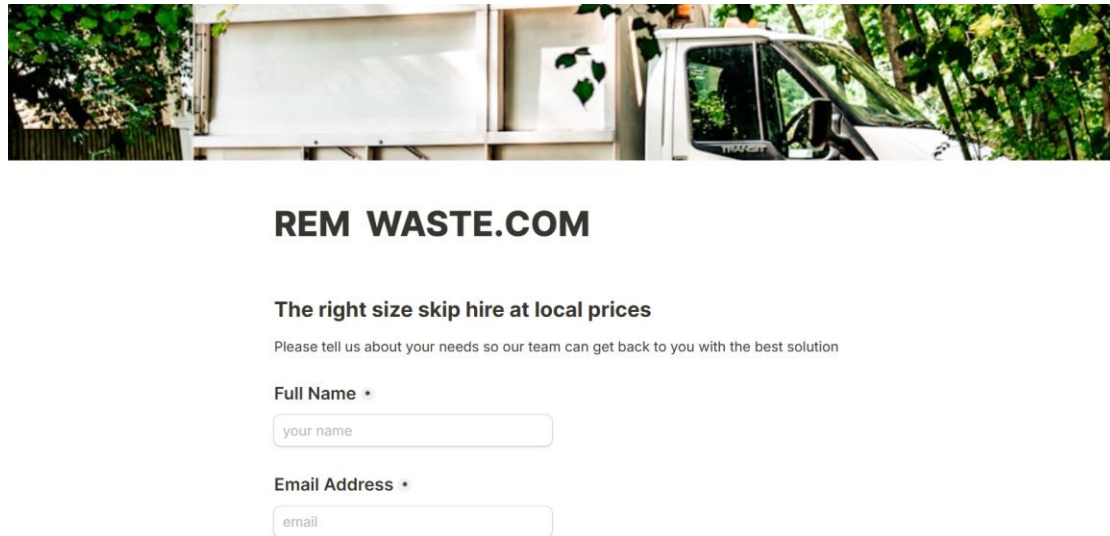 TRANSIT
REM WASTE.COM
The right size skip hire at local prices
Please tell us about your needs so our team can get back to you with the best solution
Full Name *
your name
Email Address *
email